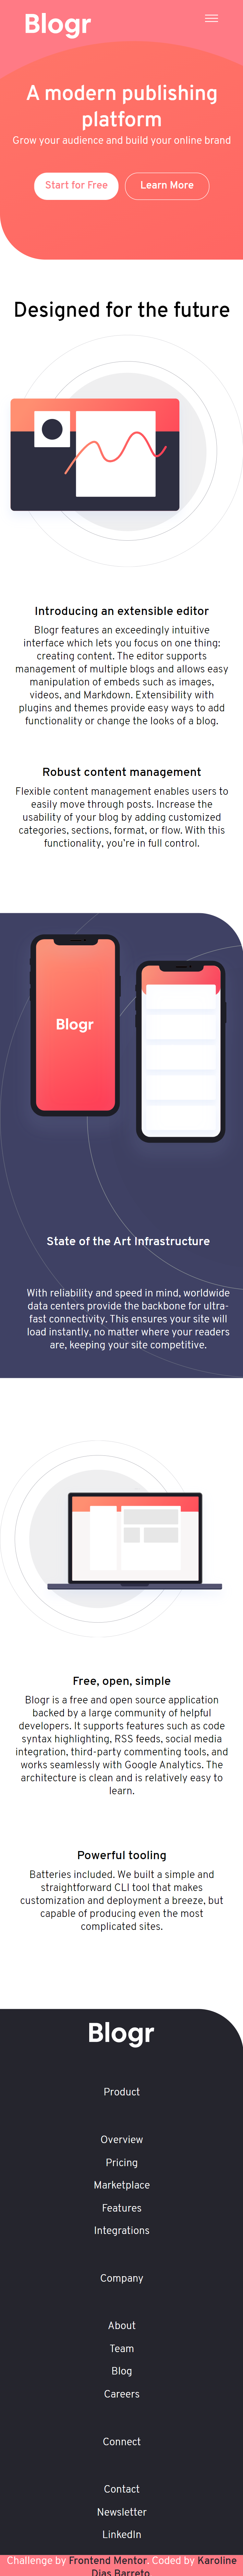 Blogr
A modern publishing
platform
Grow your audience and build your online brand
Start for Free
Learn More
Designed for the future
Introducing an extensible editor
Blogr features an exceedingly intuitive
interface which lets you focus on one thing:
creating content. The editor supports
management of multiple blogs and allows easy
manipulation of embeds such as images,
videos, and Markdown. Extensibility with
plugins and themes provide easy ways to add
functionality or change the looks of a blog.
Robust content management
Flexible content management enables users to
easily move through posts. Increase the
usability of your blog by adding customized
categories, sections, format, or flow. With this
functionality, you're in full control.
Blogr
State of the Art Infrastructure
With reliability and speed in mind, worldwide
data centers provide the backbone for ultra-
fast connectivity. This ensures your site will
load instantly, no matter where your readers
are, keeping your site competitive.
Free, open, simple
Blogr is a free and open source application
backed by a large community of helpful
developers. It supports features such as code
syntax highlighting, RSS feeds, social media
integration, third-party commenting tools, and
works seamlessly with Google Analytics. The
architecture is clean and is relatively easy to
learn.
Powerful tooling
Batteries included. We built a simple and
straightforward CLI tool that makes
customization and deployment a breeze, but
capable of producing even the most
complicated sites.
Blogr
Product
Overview
Pricing
Marketplace
Features
Integrations
Company
About
Team
Blog
Careers
Connect
Contact
Newsletter
LinkedIn
Challenge by Frontend Mentor. Coded by Karoline
Dias Barreto